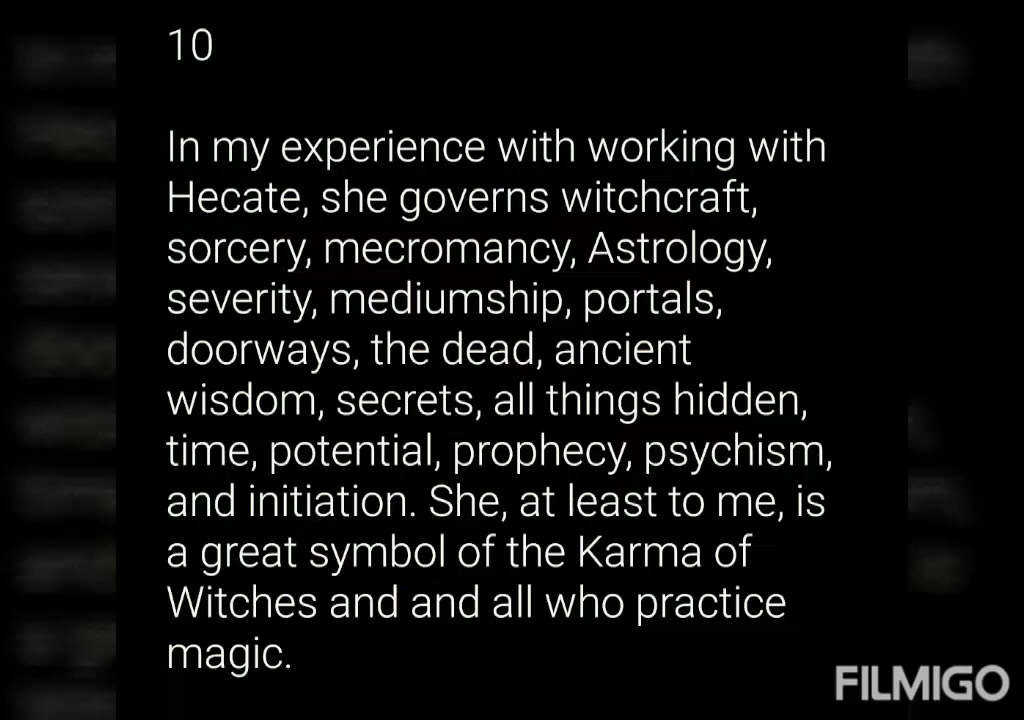 10
In my experience with working with
Hecate, she governs witchcraft,
sorcery, mecromancy, Astrology,
severity, mediumship, portals,
doorways, the dead, ancient
wisdom, secrets, all things hidden,
time, potential, prophecy, psychism,
and initiation. She, at least to me, is
a great symbol of the Karma of
Witches and and all who practice
magic.
FILMIGO